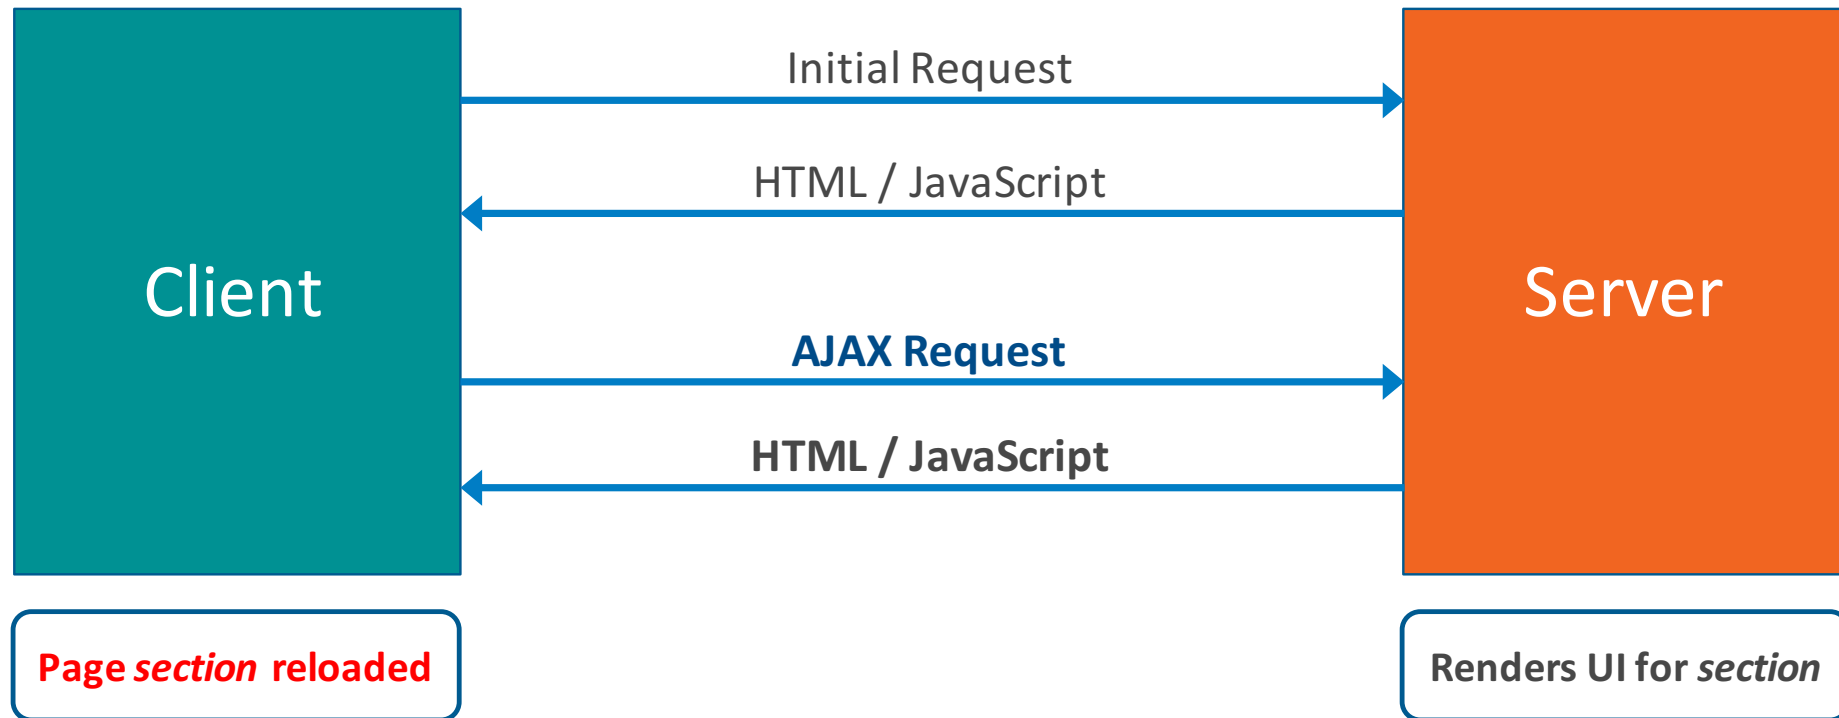 Initial Request
HTML / JavaScript
Client
Server
AJAX Request
HTML / JavaScript
Page section reloaded
Renders UI for section